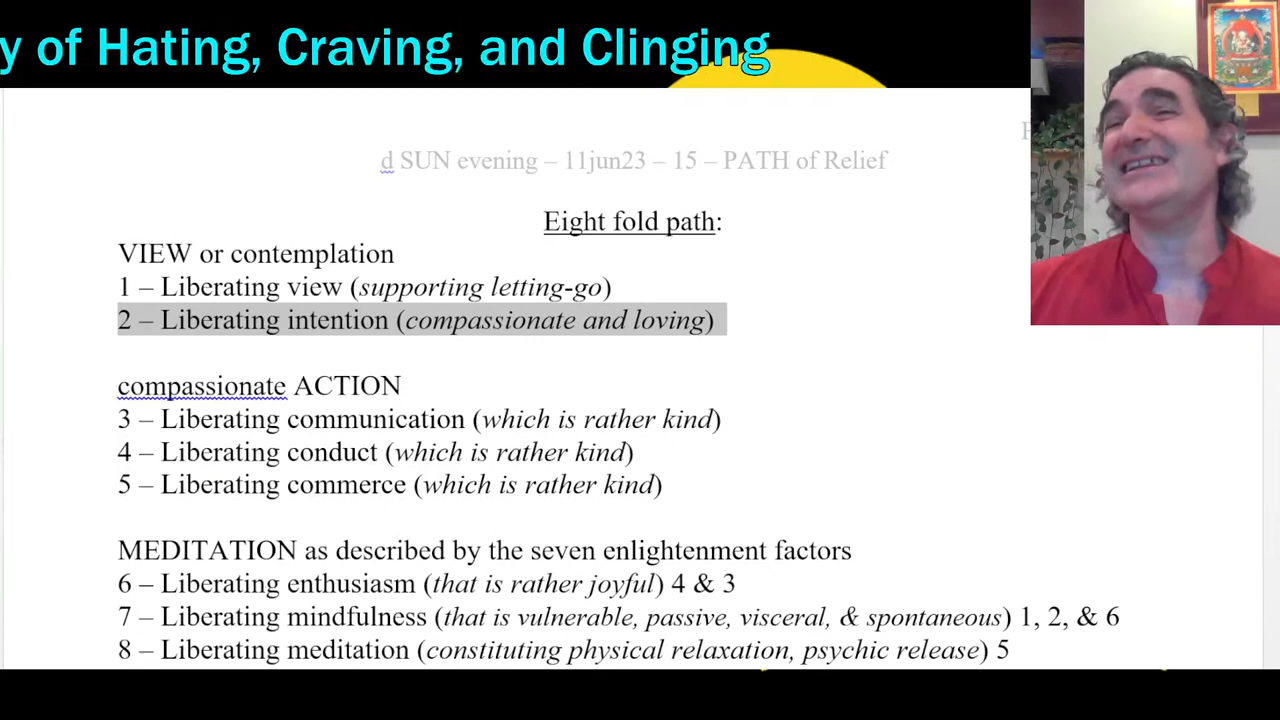 y of Hating, Craving, and Clinging
d SUN evening – 11jun23 – 15 – PATH of Relief
Eight fold path:
VIEW or contemplation
1 – Liberating view (supporting letting-go)
2 – Liberating intention (compassionate and loving)
compassionate ACTION
3 – Liberating communication (which is rather kind)
4 – Liberating conduct (which is rather kind)
5 – Liberating commerce (which is rather kind)
MEDITATION as described by the seven enlightenment factors
6 – Liberating enthusiasm (that is rather joyful) 4 & 3
7 – Liberating mindfulness (that is vulnerable, passive, visceral, & spontaneous) 1, 2, & 6
8 – Liberating meditation (constituting physical relaxation, psychic release) 5